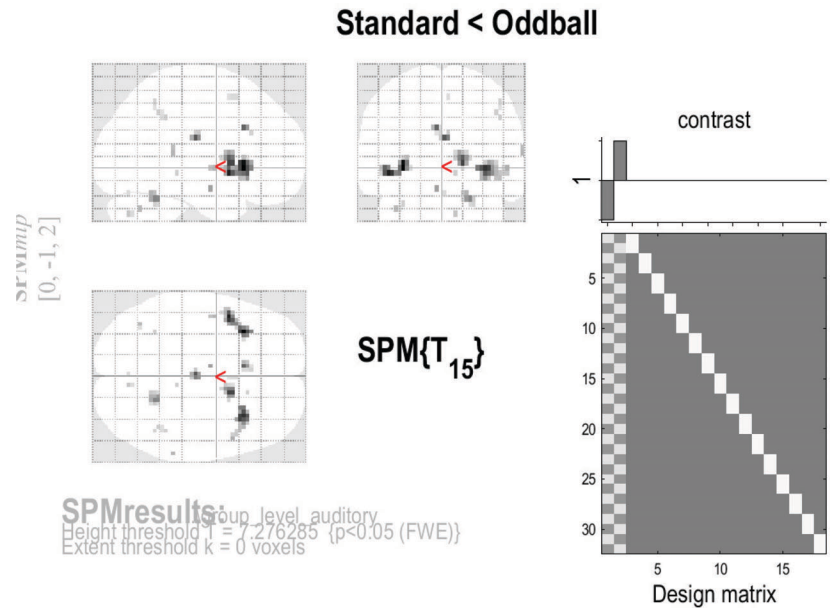 Standard < Oddball
contrast
1
SPMmip
[0, -1, 2]
<
<
<
SPM{T15}
5
10
15
20
25
30
5 10 15
Design matrix
SPMresults: ./group_level_auditory
Height threshold T = 7.276285 {p<0.05 (FWE)}
Extent threshold k = 0 voxels